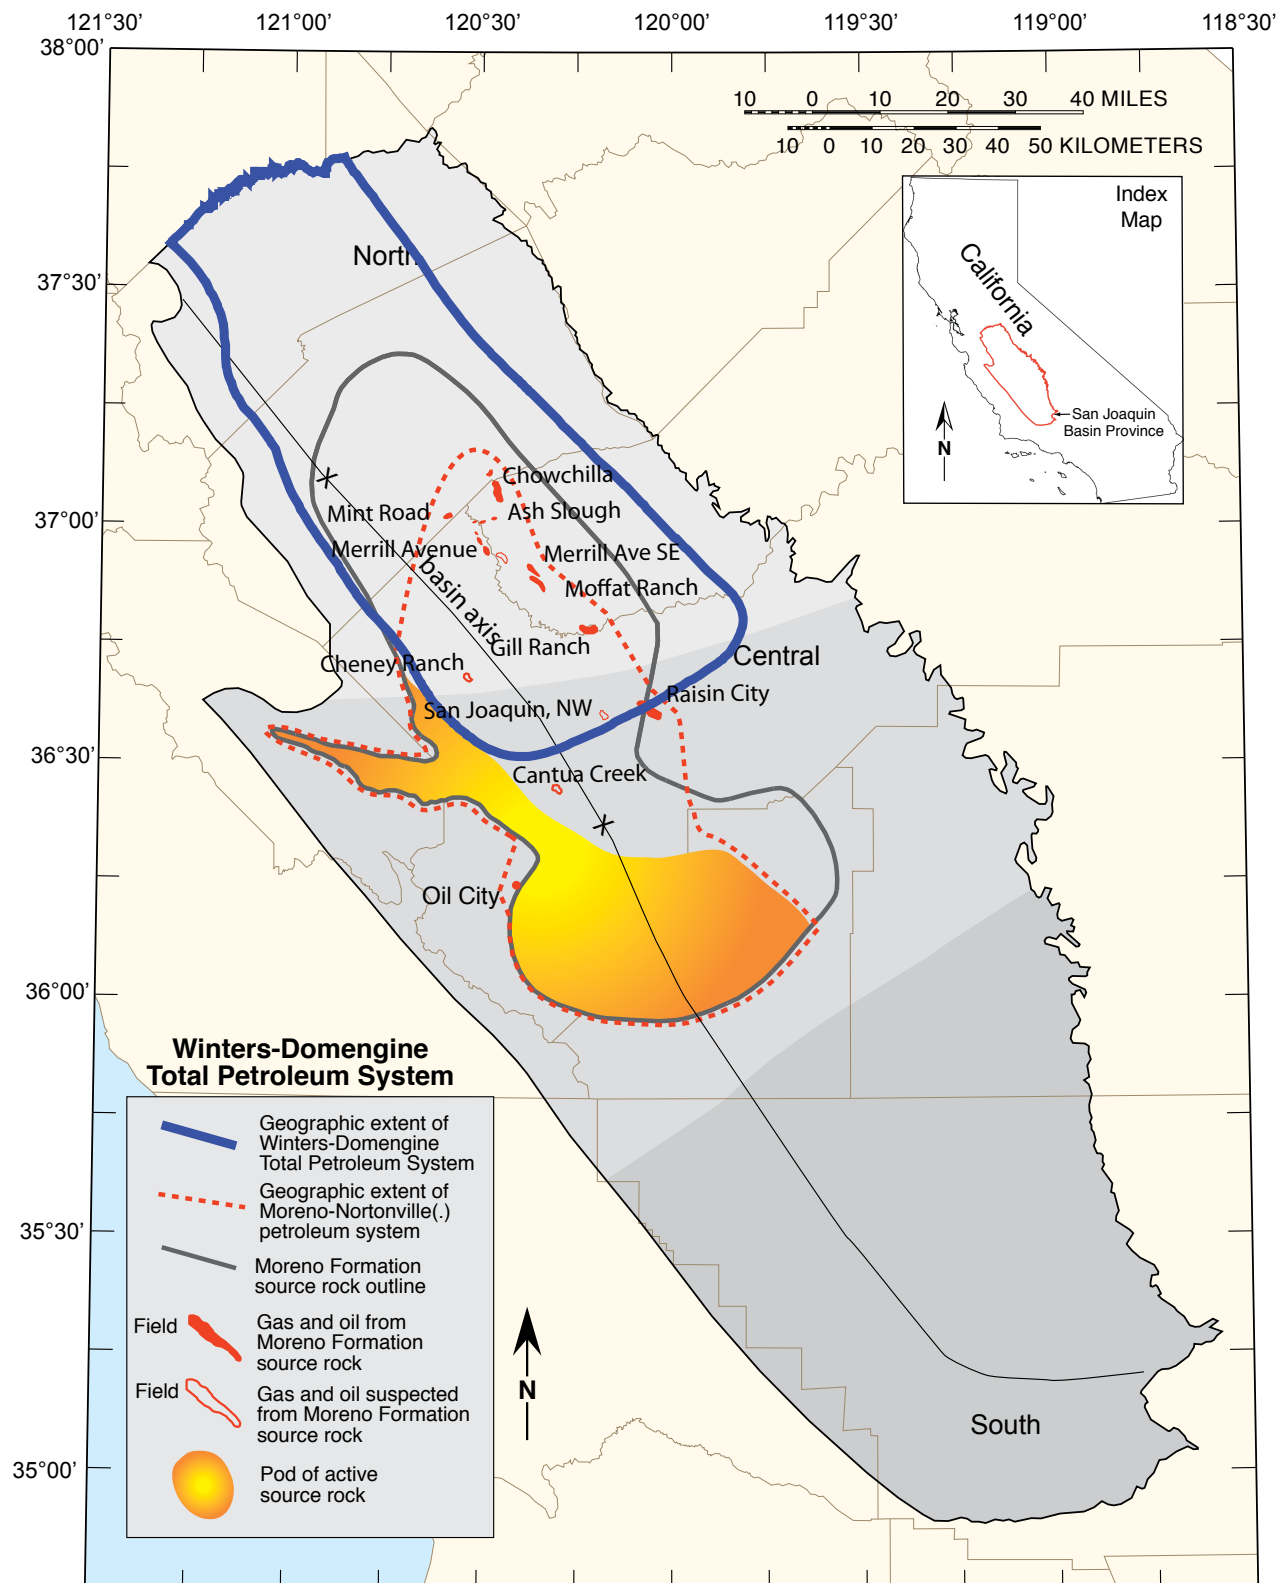 121°30'
121°00'
120°30'
120°00'
119°30'
119°00'
118°30'
38°00'
10 0 10 20 30 40 MILES
10 0 10 20 30 40 50 KILOMETERS
Index
Map
California
San Joaquin
Basin Province
N
North
37°30'
Chowchilla
Mint Road
Ash Slough
37°00'
Merrill Avenue
Merrill Ave SE
basin axis
Moffat Ranch
Gill Ranch
Central
Cheney Ranch
Raisin City
San Joaquin, NW
36°30'
Cantua Creek
Oil City
36°00'
Winters-Domengine
Total Petroleum System
Geographic extent of
Winters-Domengine
Total Petroleum System
Geographic extent of
Moreno-Nortonville(.)
petroleum system
35°30'
Moreno Formation
source rock outline
Field
Gas and oil from
Moreno Formation
source rock
Field
Gas and oil suspected
from Moreno Formation
source rock
N
South
35°00'
Pod of active
source rock